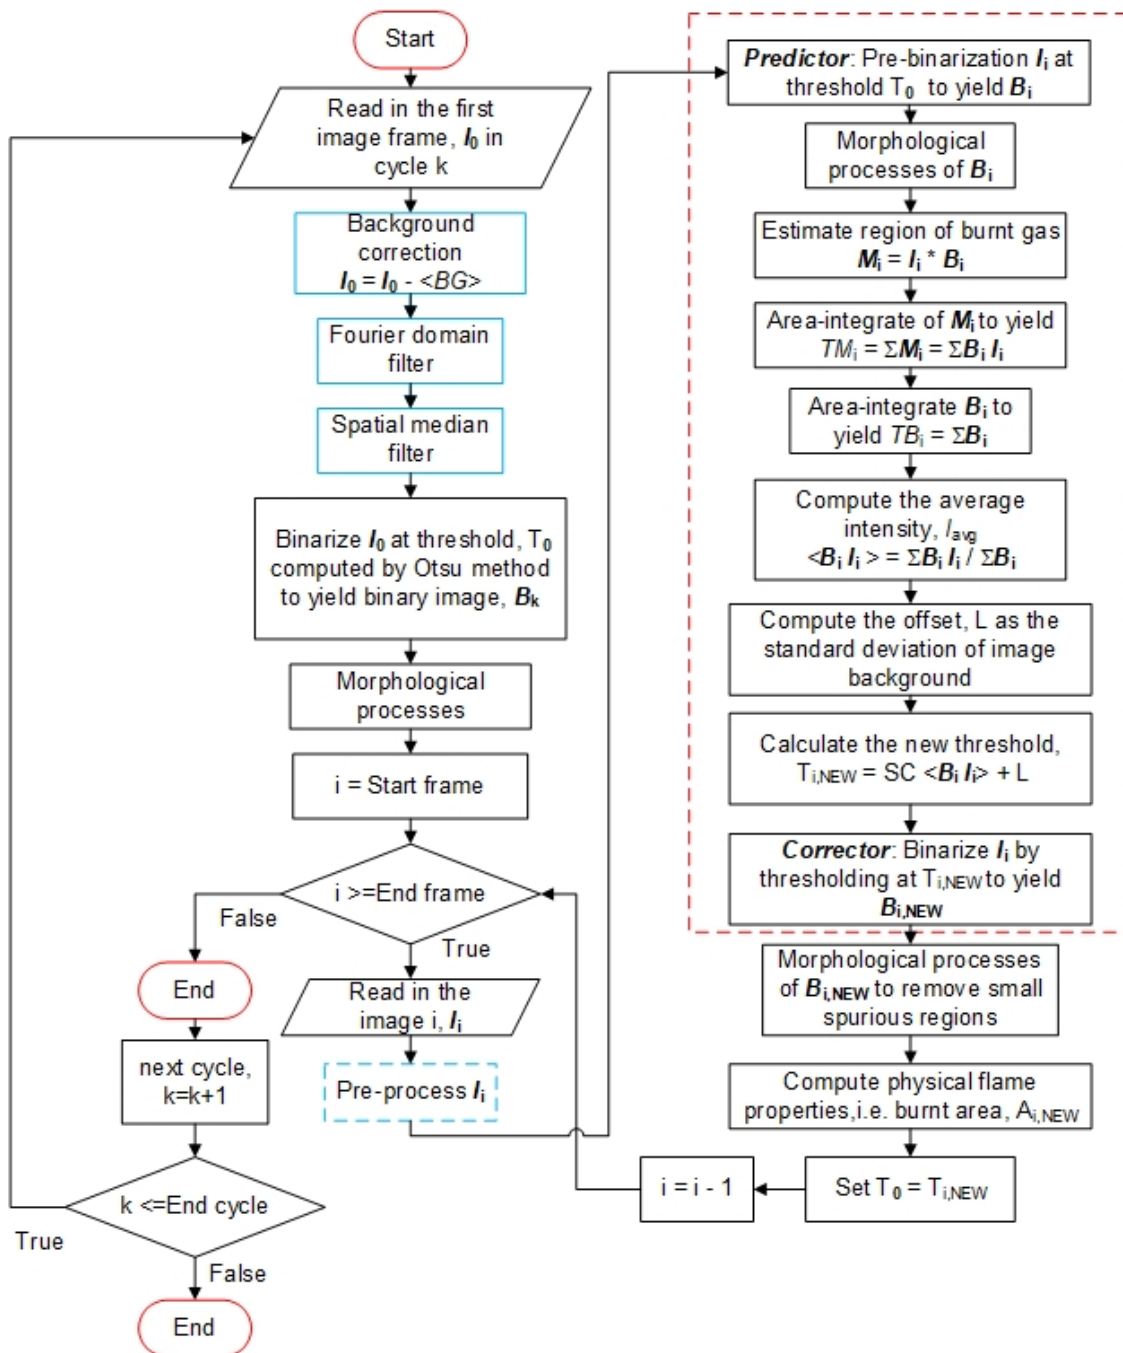 Start
Read in the first
image frame, I0 in
cycle k
Background
correction
I0 = I0 - <BG>
Fourier domain
filter
Spatial median
filter
Binarize I0 at threshold, T0
computed by Otsu method
to yield binary image, Bk
Morphological
processes
i = Start frame
i >=End frame
False
True
End
next cycle,
k=k+1
k <=End cycle
True
False
End
Read in the
image i, Ii
Pre-process Ii
Predictor: Pre-binarization Ii at
threshold T0 to yield Bi
Morphological
processes of Bi
Estimate region of burnt gas
Mi = Ii * Bi
Area-integrate of Mi to yield
TMi = ΣMi = ΣBi Ii
Area-integrate Bi to
yield TBi = ΣBi
Compute the average
intensity, Iavg
<Bi Ii > = ΣBi Ii / ΣBi
Compute the offset, L as the
standard deviation of image
background
Calculate the new threshold,
Ti,NEW = SC <Bi Ii> + L
Corrector: Binarize Ii by
thresholding at Ti,NEW to yield
Bi,NEW
Morphological processes
of Bi,NEW to remove small
spurious regions
Compute physical flame
properties,i.e. burnt area, Ai,NEW
Set T0 = Ti,NEW
i = i - 1